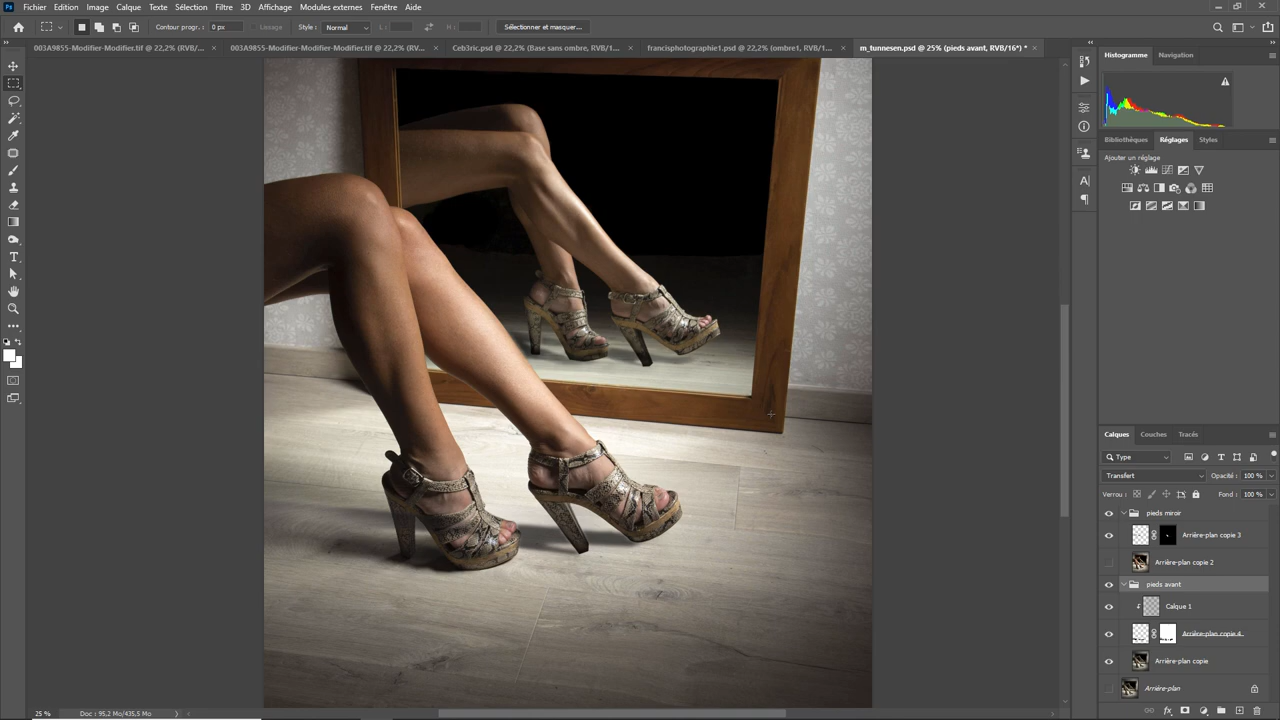 Ps Fichier Edition Image Calque Texte Sélection Filtre 3D Affichage Modules externes Fenêtre Aide
Contour progr. : 0 px Lissage Style : Normal L. : H. : Sélectionner et masquer...
003A9855-Modifier-Modifier.tif @ 22,2% (RVB/... × 003A9855-Modifier-Modifier-Modifier.tif @ 22,2% (RV... × Ceb3ric.psd @ 22,2% (Base sans ombre, RVB/1... × francisphotographie1.psd @ 22,2% (ombre1, RVB/1... × m_tunnesen.psd @ 25% (pieds avant, RVB/16*) * ×
Histogramme Navigation
Bibliothèques Réglages Styles
Ajouter un réglage
Calques Couches Tracés
Type
Transfert Opacité : 100 %
Verrou : Fond : 100 %
pieds miroir
Arrière-plan copie 3
Arrière-plan copie 2
pieds avant
Calque 1
Arrière-plan copie 4
Arrière-plan copie
Arrière-plan
25 % Doc : 95,2 Mo/435,5 Mo